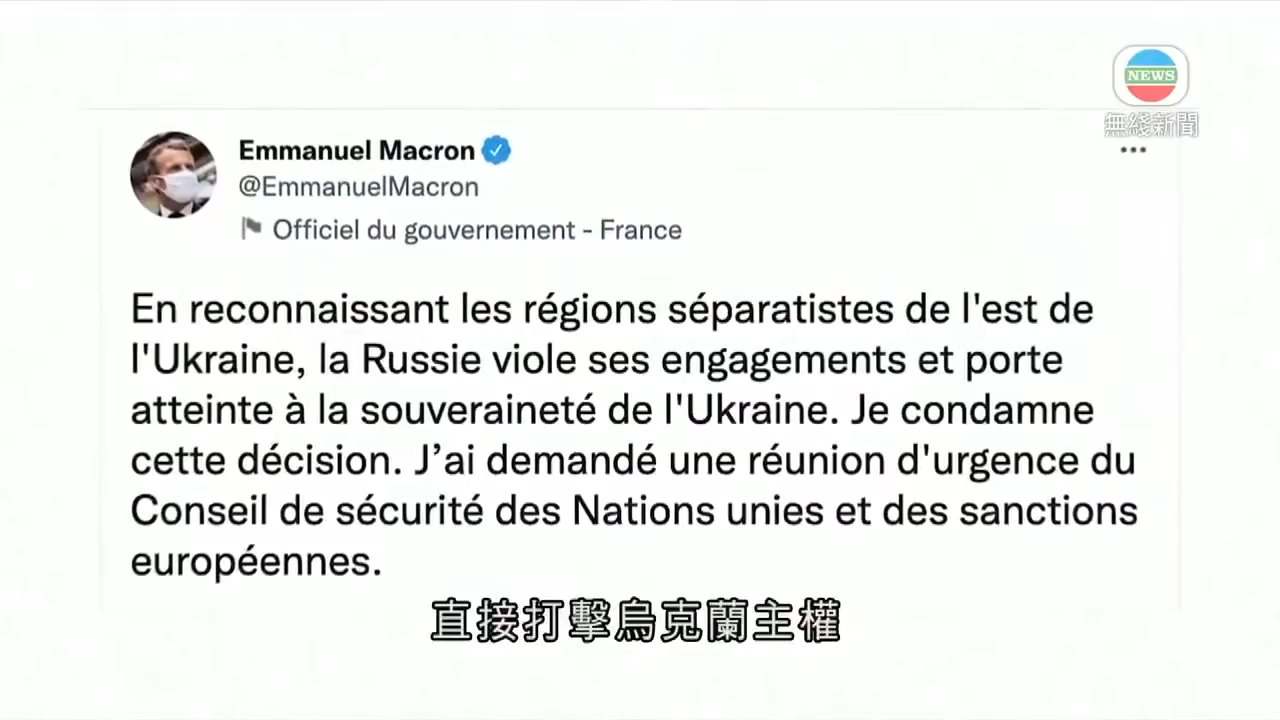 NEWS
無綫新聞
Emmanuel Macron
@EmmanuelMacron
Officiel du gouvernement - France
En reconnaissant les régions séparatistes de l'est de
l'Ukraine, la Russie viole ses engagements et porte
atteinte à la souveraineté de l'Ukraine. Je condamne
cette décision. J’ai demandé une réunion d'urgence du
Conseil de sécurité des Nations unies et des sanctions
européennes.
直接打擊烏克蘭主權